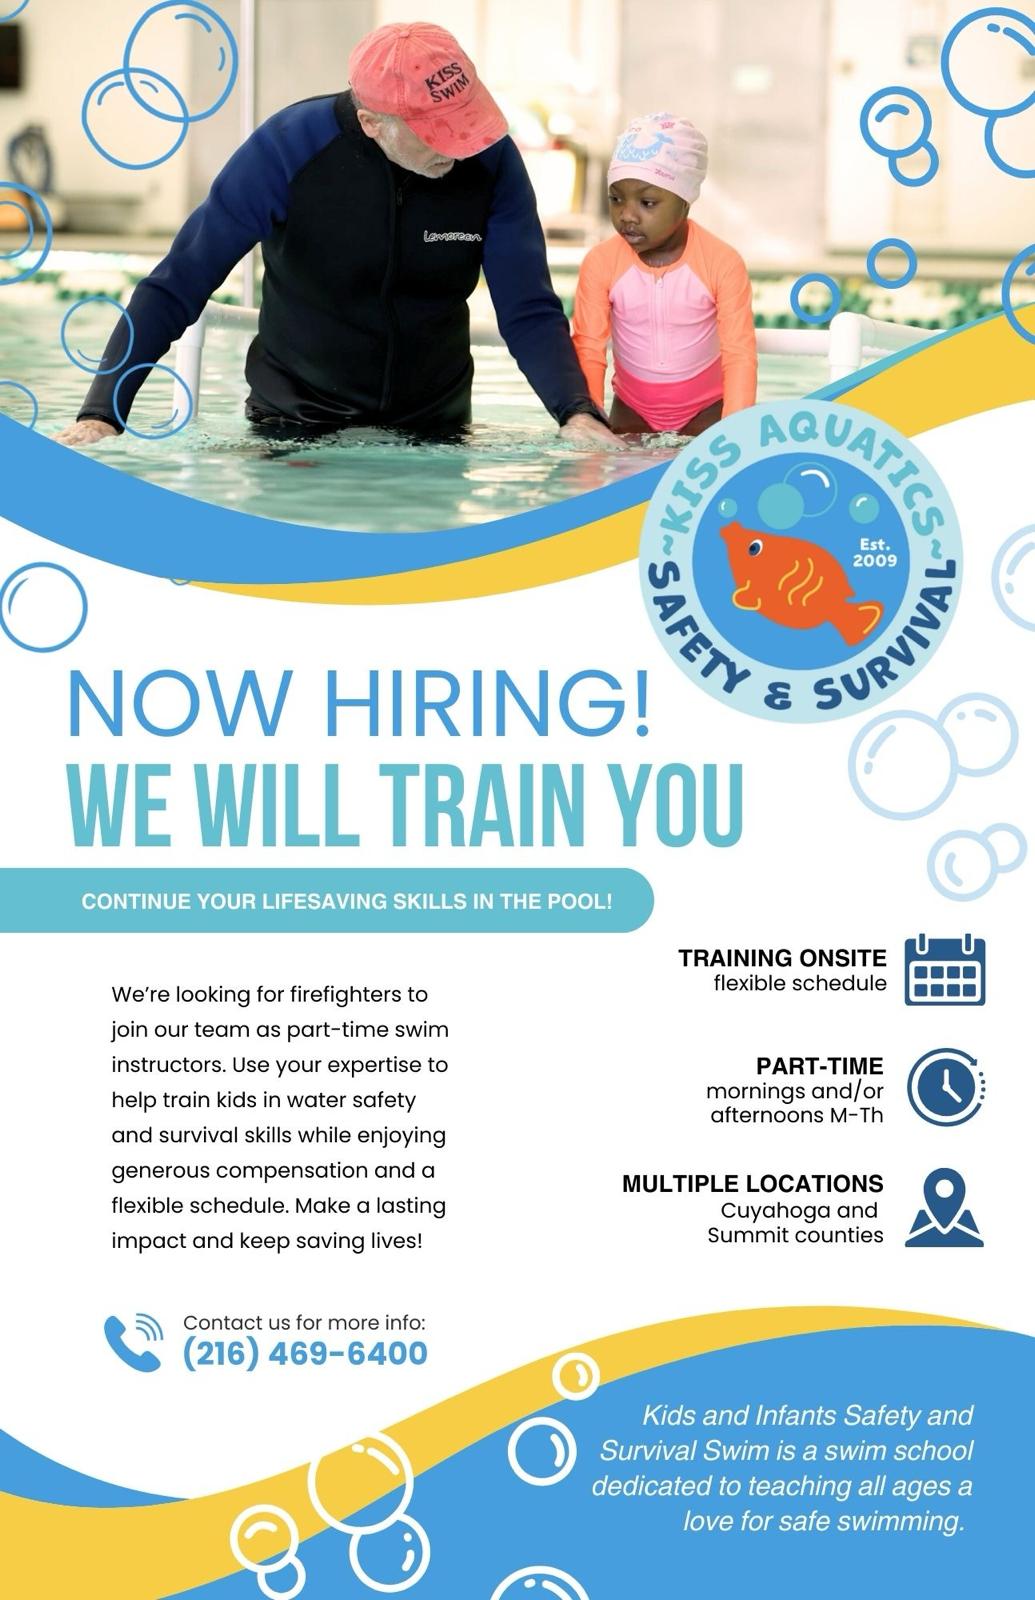 KISS
SWIM
Lemorecn
~KISS AQUATICS~
Est.
2009
SAFETY & SURVIVAL
NOW HIRING!
WE WILL TRAIN YOU
CONTINUE YOUR LIFESAVING SKILLS IN THE POOL!
We’re looking for firefighters to
join our team as part-time swim
instructors. Use your expertise to
help train kids in water safety
and survival skills while enjoying
generous compensation and a
flexible schedule. Make a lasting
impact and keep saving lives!
TRAINING ONSITE
flexible schedule
PART-TIME
mornings and/or
afternoons M-Th
MULTIPLE LOCATIONS
Cuyahoga and
Summit counties
Contact us for more info:
(216) 469-6400
Kids and Infants Safety and
Survival Swim is a swim school
dedicated to teaching all ages a
love for safe swimming.